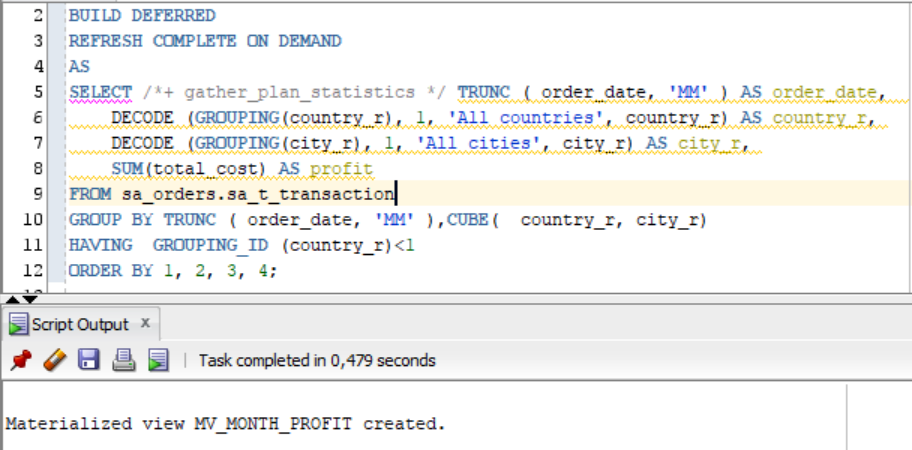 2 BUILD DEFERRED
3 REFRESH COMPLETE ON DEMAND
4 AS
5 SELECT /*+ gather_plan_statistics */ TRUNC ( order_date, 'MM' ) AS order_date,
6 DECODE (GROUPING(country_r), 1, 'All countries', country_r) AS country_r,
7 DECODE (GROUPING(city_r), 1, 'All cities', city_r) AS city_r,
8 SUM(total_cost) AS profit
9 FROM sa_orders.sa_t_transaction
10 GROUP BY TRUNC ( order_date, 'MM' ),CUBE( country_r, city_r)
11 HAVING GROUPING_ID (country_r)<1
12 ORDER BY 1, 2, 3, 4;
Script Output x
Task completed in 0,479 seconds
Materialized view MV_MONTH_PROFIT created.